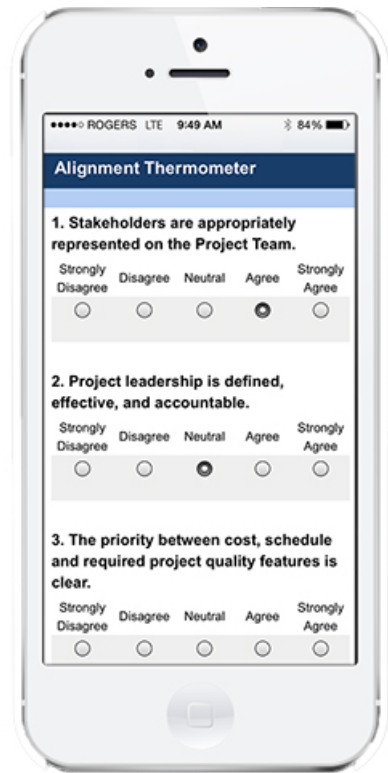 ROGERS LTE 9:49 AM 84%
Alignment Thermometer
1. Stakeholders are appropriately
represented on the Project Team.
Strongly Disagree Disagree Neutral Agree Strongly Agree
2. Project leadership is defined,
effective, and accountable.
Strongly Disagree Disagree Neutral Agree Strongly Agree
3. The priority between cost, schedule
and required project quality features is
clear.
Strongly Disagree Disagree Neutral Agree Strongly Agree